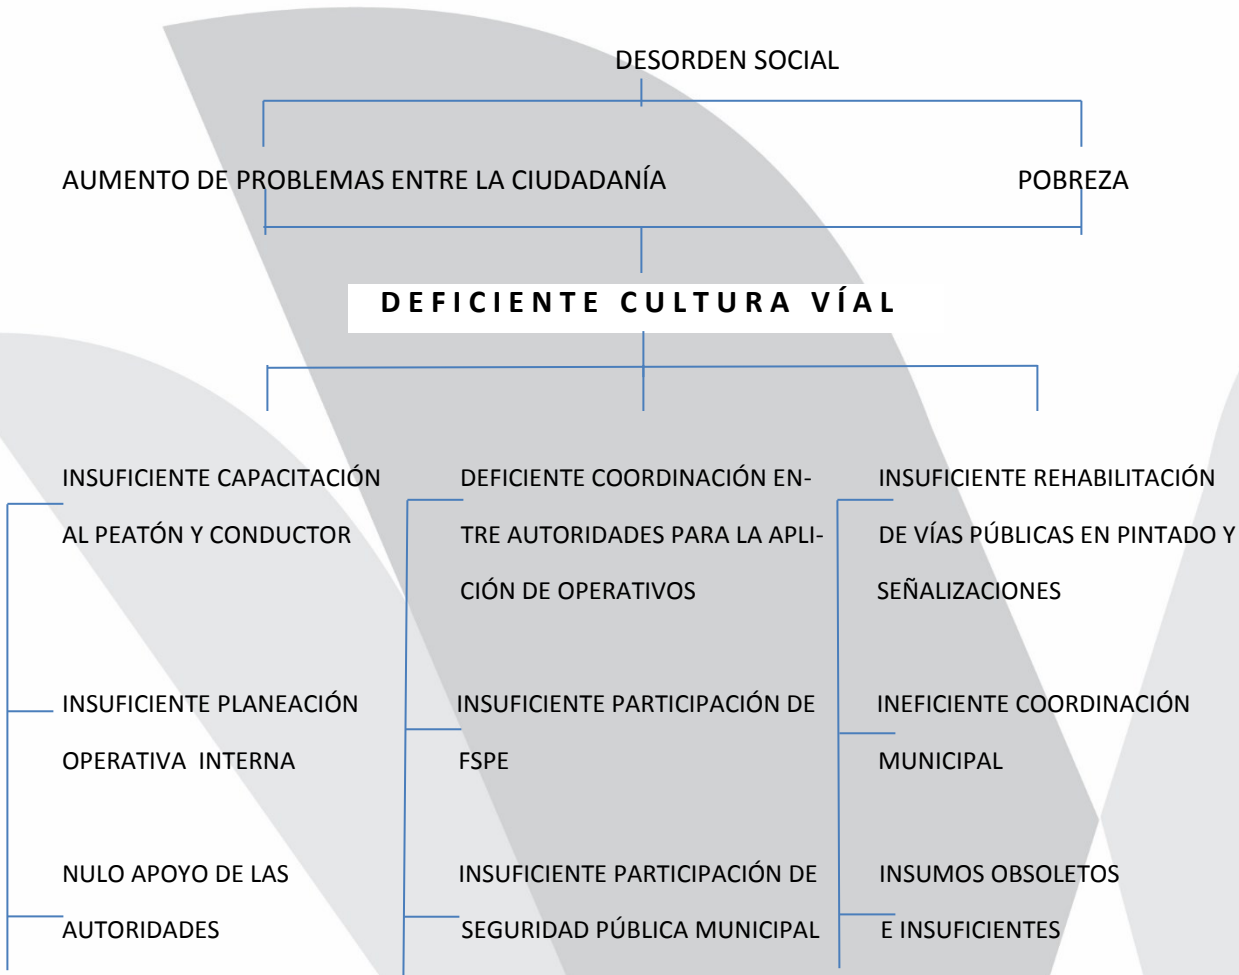 DESORDEN SOCIAL
AUMENTO DE PROBLEMAS ENTRE LA CIUDADANÍA
POBREZA
DEFICIENTE CULTURA VÍAL
INSUFICIENTE CAPACITACIÓN
AL PEATÓN Y CONDUCTOR
INSUFICIENTE PLANEACIÓN
OPERATIVA INTERNA
NULO APOYO DE LAS
AUTORIDADES
DEFICIENTE COORDINACIÓN EN-
TRE AUTORIDADES PARA LA APLI-
CIÓN DE OPERATIVOS
INSUFICIENTE PARTICIPACIÓN DE
FSPE
INSUFICIENTE PARTICIPACIÓN DE
SEGURIDAD PÚBLICA MUNICIPAL
INSUFICIENTE REHABILITACIÓN
DE VÍAS PÚBLICAS EN PINTADO Y
SEÑALIZACIONES
INEFICIENTE COORDINACIÓN
MUNICIPAL
INSUMOS OBSOLETOS
E INSUFICIENTES